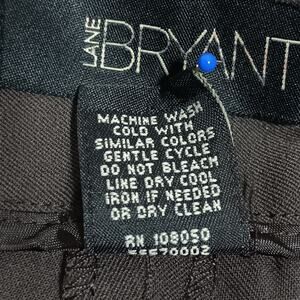 LANE
BRYANT
MACHINE WASH
COLD WITH
SIMILAR COLORS
GENTLE CYCLE
DO NOT BLEACH
LINE DRY COOL
IRON IF NEEDED
OR DRY CLEAN
RN 108050